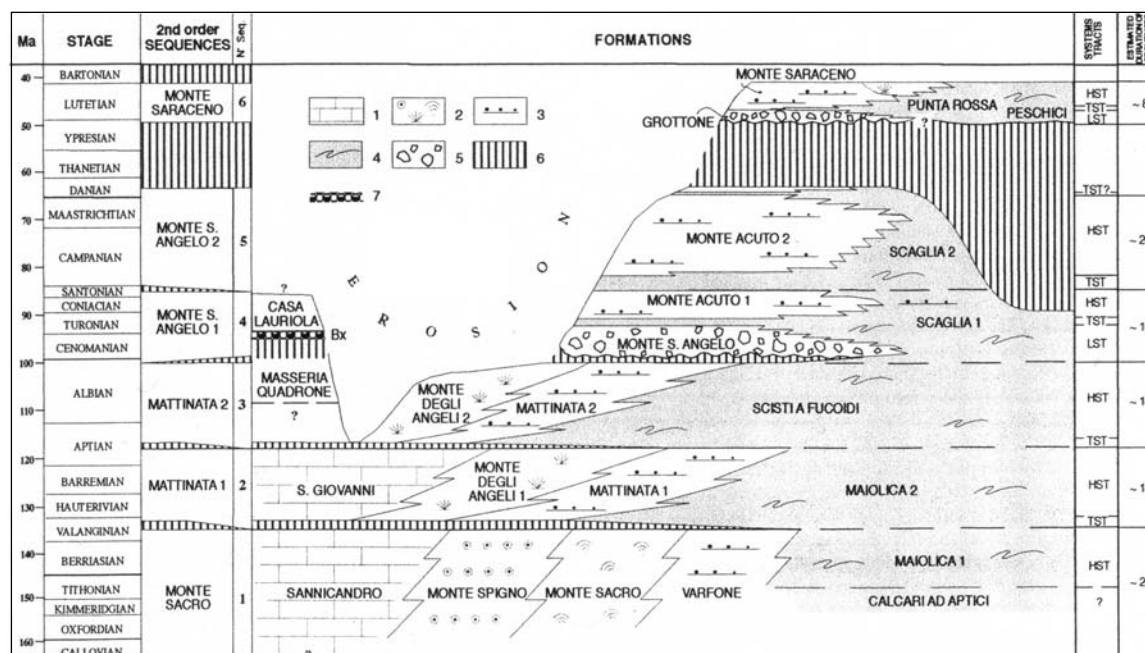 Ma
STAGE
2nd order
SEQUENCES
N° Seq.
FORMATIONS
SYSTEMS
TRACTS
ESTIMATED
40
50
60
70
80
90
100
110
120
130
140
150
160
BARTONIAN
LUTETIAN
YPRESIAN
THANETIAN
DANIAN
MAASTRICHTIAN
CAMPANIAN
SANTONIAN
CONIACIAN
TURONIAN
CENOMANIAN
ALBIAN
APTIAN
BARREMIAN
HAUTERIVIAN
VALANGINIAN
BERRIASIAN
TITHONIAN
KIMMERIDGIAN
OXFORDIAN
CALLOVIAN
MONTE
SARACENO
6
MONTE S.
ANGELO 2
5
MONTE S.
ANGELO 1
4
MATTINATA 2
3
MATTINATA 1
2
MONTE
SACRO
1
1
2
3
4
5
6
7
EROSION
MONTE SARACENO
PUNTA ROSSA
PESCHICI
GROTTONE
?
MONTE ACUTO 2
SCAGLIA 2
?
CASA
LAURIOLA
Bx
MONTE ACUTO 1
SCAGLIA 1
MONTE S. ANGELO
MASSERIA
QUADRONE
?
MONTE
DEGLI
ANGELI 2
MATTINATA 2
SCISTI A FUCOIDI
S. GIOVANNI
MONTE
DEGLI
ANGELI 1
MATTINATA 1
MAIOLICA 2
MAIOLICA 1
SANNICANDRO
MONTE SPIGNO
MONTE SACRO
VARFONE
CALCARI AD APTICI
HST
TST
LST
TST?
HST
TST
HST
TST
LST
HST
TST
HST
TST
HST
?
~2
~1
~1
~1
~2